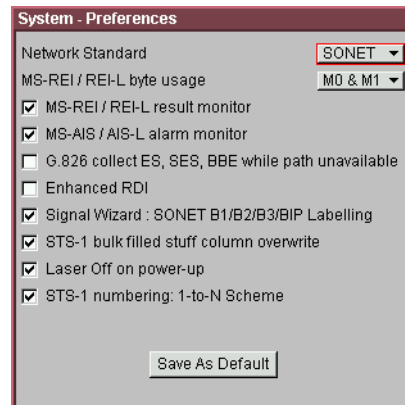 System - Preferences
Network Standard SONET
MS-REI / REI-L byte usage M0 & M1
MS-REI / REI-L result monitor
MS-AIS / AIS-L alarm monitor
G.826 collect ES, SES, BBE while path unavailable
Enhanced RDI
Signal Wizard : SONET B1/B2/B3/BIP Labelling
STS-1 bulk filled stuff column overwrite
Laser Off on power-up
STS-1 numbering: 1-to-N Scheme
Save As Default